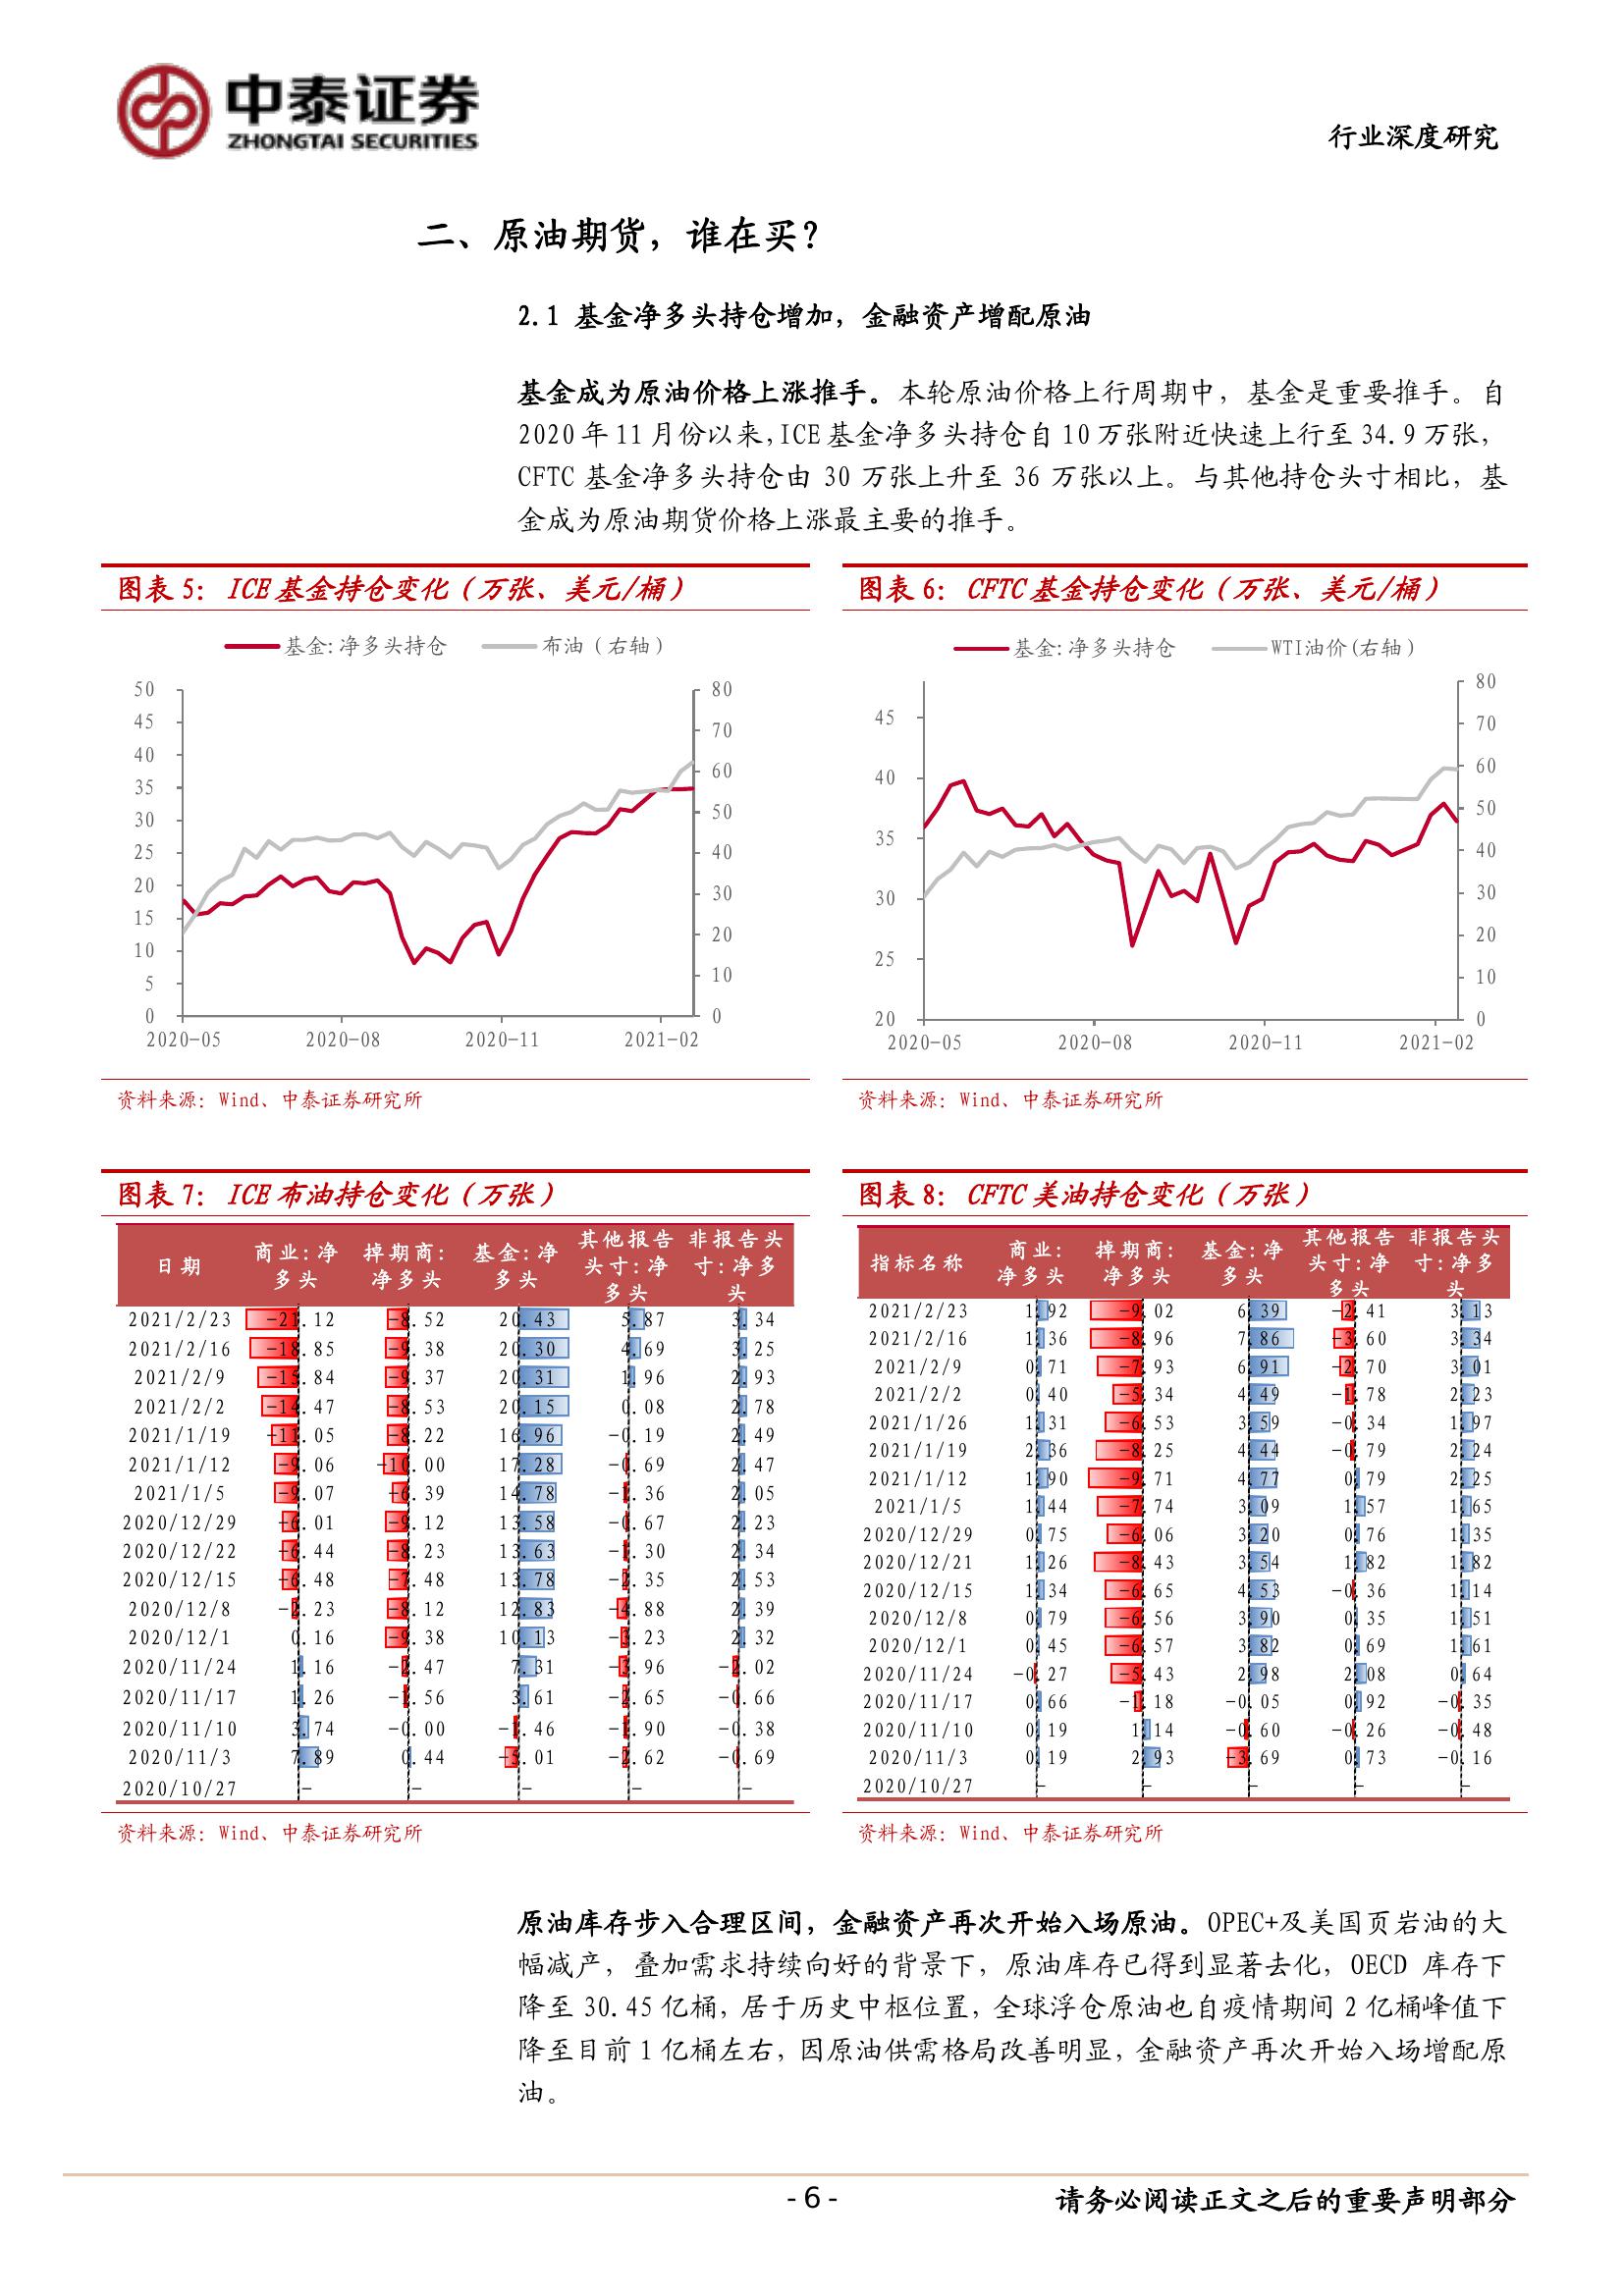 中泰证券
ZHONGTAI SECURITIES
行业深度研究
二、原油期货，谁在买？
2.1 基金净多头持仓增加，金融资产增配原油
基金成为原油价格上涨推手。本轮原油价格上行周期中，基金是重要推手。自
2020 年 11 月份以来，ICE 基金净多头持仓自 10 万张附近快速上行至 34.9 万张，
CFTC 基金净多头持仓由 30 万张上升至 36 万张以上。与其他持仓头寸相比，基
金成为原油期货价格上涨最主要的推手。
图表 5： ICE 基金持仓变化（万张、美元/桶）
基金:净多头持仓 布油（右轴）
50 80
45 70
40 60
35 50
30 40
25 30
20 20
15 10
10 0
5
0
2020-05 2020-08 2020-11 2021-02
资料来源：Wind、中泰证券研究所
图表 6： CFTC 基金持仓变化（万张、美元/桶）
基金:净多头持仓 WTI油价(右轴)
45 80
40 70
35 60
30 50
25 40
20 30
20
10
0
2020-05 2020-08 2020-11 2021-02
资料来源：Wind、中泰证券研究所
图表 7： ICE 布油持仓变化（万张）
日期 商业:净多头 掉期商:净多头 基金:净多头 其他报告头寸:净多头 非报告头寸:净多头
2021/2/23 -21.12 -8.52 20.43 5.87 3.34
2021/2/16 -18.85 -9.38 20.30 4.69 3.25
2021/2/9 -15.84 -9.37 20.31 1.96 2.93
2021/2/2 -14.47 -8.53 20.15 0.08 2.78
2021/1/19 -11.05 -8.22 16.96 -0.19 2.49
2021/1/12 -9.06 -10.00 17.28 -0.69 2.47
2021/1/5 -9.07 -6.39 14.78 -1.36 2.05
2020/12/29 -6.01 -9.12 13.58 -0.67 2.23
2020/12/22 -6.44 -8.23 13.63 -1.30 2.34
2020/12/15 -6.48 -7.48 13.78 -2.35 2.53
2020/12/8 -2.23 -8.12 12.83 -4.88 2.39
2020/12/1 0.16 -9.38 10.13 -3.23 2.32
2020/11/24 1.16 -2.47 7.31 -3.96 -2.02
2020/11/17 1.26 -1.56 3.61 -2.65 -0.66
2020/11/10 3.74 -0.00 -1.46 -1.90 -0.38
2020/11/3 7.89 0.44 -5.01 -2.62 -0.69
2020/10/27 - - - - -
资料来源：Wind、中泰证券研究所
图表 8： CFTC 美油持仓变化（万张）
指标名称 商业:净多头 掉期商:净多头 基金:净多头 其他报告头寸:净多头 非报告头寸:净多头
2021/2/23 1.92 -9.02 6.39 -2.41 3.13
2021/2/16 1.36 -8.96 7.86 -3.60 3.34
2021/2/9 0.71 -7.93 6.91 -2.70 3.01
2021/2/2 0.40 -5.34 4.49 -1.78 2.23
2021/1/26 1.31 -6.53 3.59 -0.34 1.97
2021/1/19 2.36 -8.25 4.44 -0.79 2.24
2021/1/12 1.90 -9.71 4.77 0.79 2.25
2021/1/5 1.44 -7.74 3.09 1.57 1.65
2020/12/29 0.75 -6.06 3.20 0.76 1.35
2020/12/21 1.26 -8.43 3.54 1.82 1.82
2020/12/15 1.34 -6.65 4.53 -0.36 1.14
2020/12/8 0.79 -6.56 3.90 0.35 1.51
2020/12/1 0.45 -6.57 3.82 0.69 1.61
2020/11/24 -0.27 -5.43 2.98 2.08 0.64
2020/11/17 0.66 -1.18 -0.05 0.92 -0.35
2020/11/10 0.19 1.14 -0.60 -0.26 -0.48
2020/11/3 0.19 2.93 -3.69 0.73 -0.16
2020/10/27 - - - - -
资料来源：Wind、中泰证券研究所
原油库存步入合理区间，金融资产再次开始入场原油。OPEC+及美国页岩油的大
幅减产，叠加需求持续向好的背景下，原油库存已得到显著去化，OECD 库存下
降至 30.45 亿桶，居于历史中枢位置，全球浮仓原油也自疫情期间 2 亿桶峰值下
降至目前 1 亿桶左右，因原油供需格局改善明显，金融资产再次开始入场增配原
油。
- 6 -
请务必阅读正文之后的重要声明部分